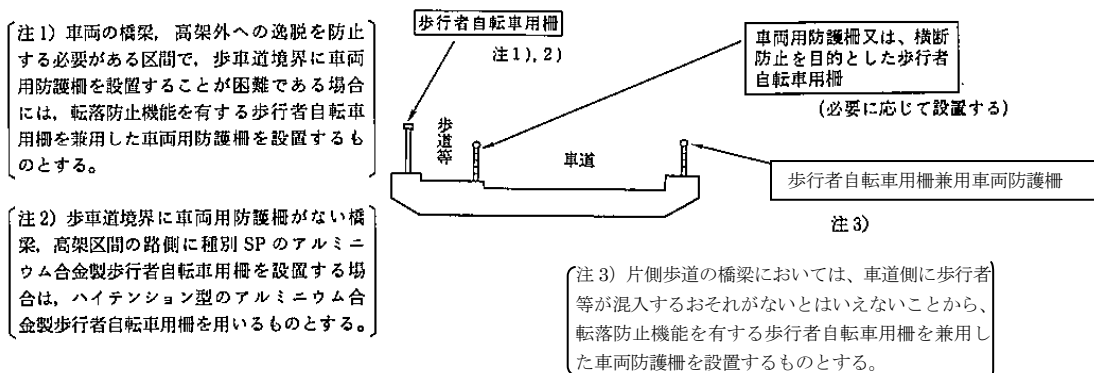 注1) 車両の橋梁，高架外への逸脱を防止
する必要がある区間で，歩車道境界に車両
用防護柵を設置することが困難である場合
には，転落防止機能を有する歩行者自転車
用柵を兼用した車両用防護柵を設置するも
のとする。
注2) 歩車道境界に車両用防護柵がない橋
梁，高架区間の路側に種別 SP のアルミニ
ウム合金製歩行者自転車用柵を設置する場
合は，ハイテンション型のアルミニウム合
金製歩行者自転車用柵を用いるものとする。
歩行者自転車用柵
注1), 2)
歩道等
車道
車両用防護柵又は、横断
防止を目的とした歩行者
自転車用柵
(必要に応じて設置する)
歩行者自転車用柵兼用車両防護柵
注3)
注3) 片側歩道の橋梁においては、車道側に歩行者
等が混入するおそれがないとはいえないことから、
転落防止機能を有する歩行者自転車用柵を兼用し
た車両防護柵を設置するものとする。